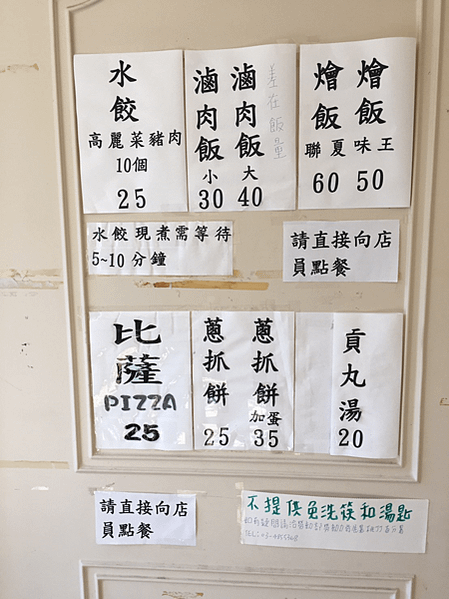 水餃
高麗菜豬肉
10個
25
滷肉飯 大 40
滷肉飯 小 30
差在飯量
燴飯 味王 50
燴飯 聯夏 60
水餃現煮需等待
5~10分鐘
請直接向店
員點餐
比薩
PIZZA
25
蔥抓餅 加蛋 35
蔥抓餅 25
貢丸湯
20
請直接向店
員點餐
不提供免洗筷和湯匙